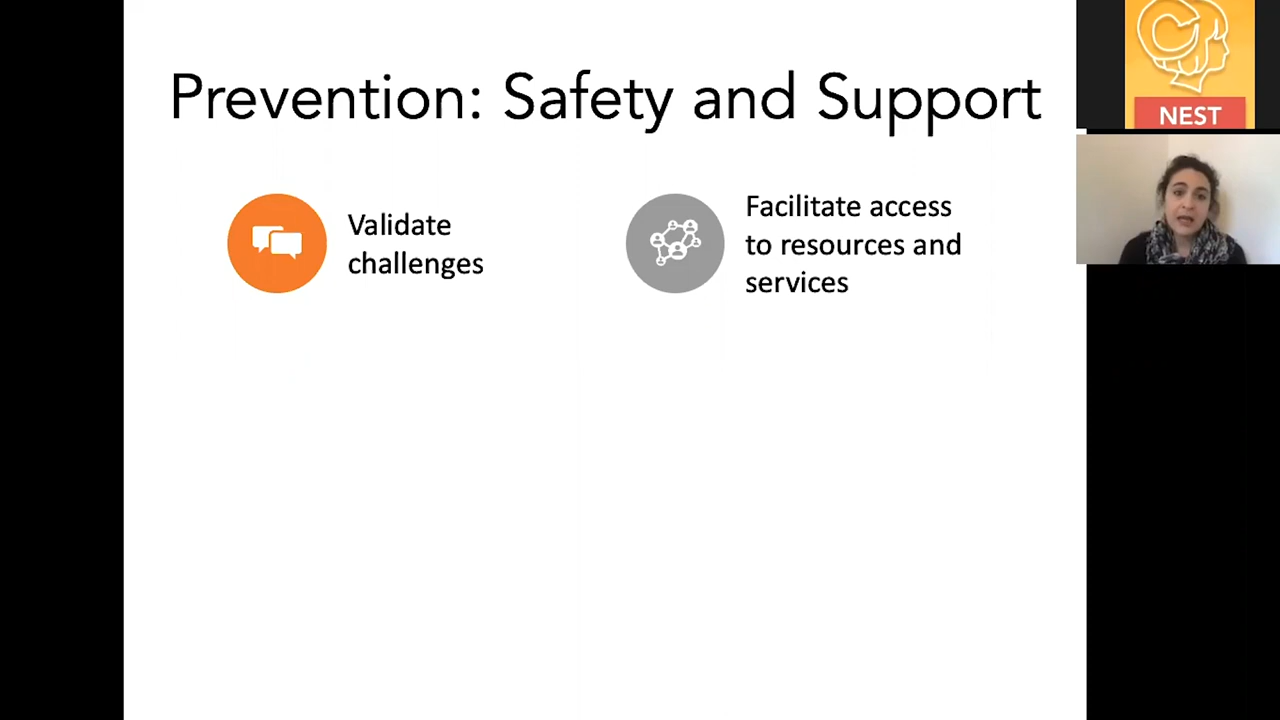 Prevention: Safety and Support
Validate
challenges
Facilitate access
to resources and
services
NEST